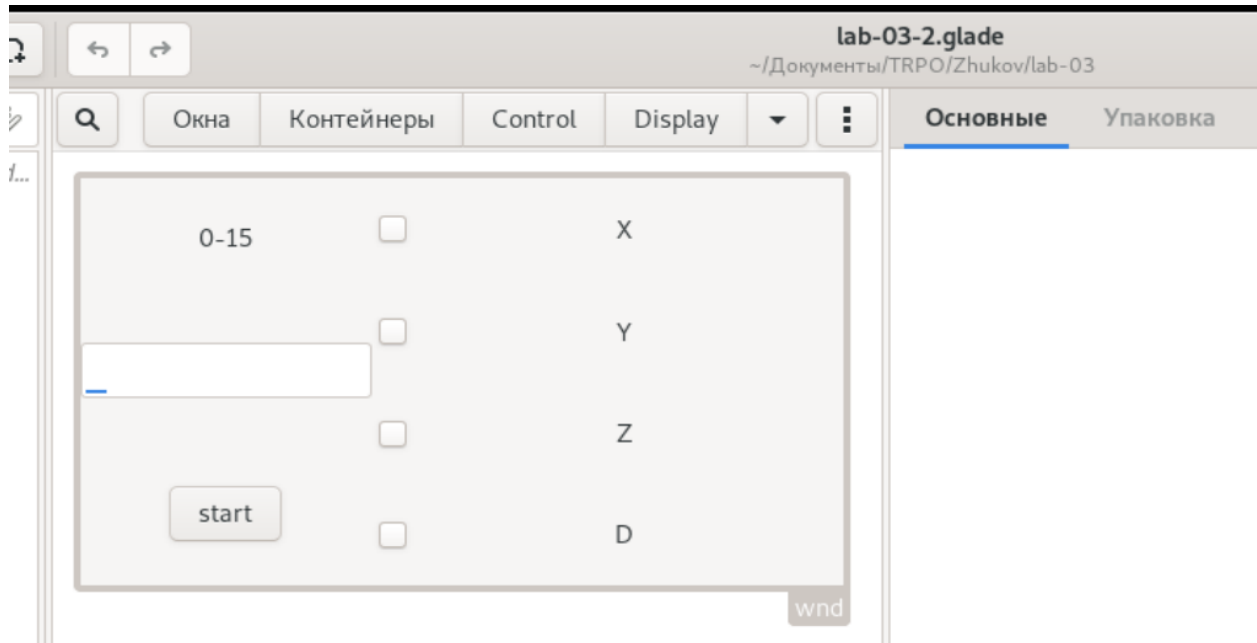 lab-03-2.glade
~/Документы/TRPO/Zhukov/lab-03
Окна Контейнеры Control Display
Основные Упаковка
0-15
X
Y
Z
start
D
wnd